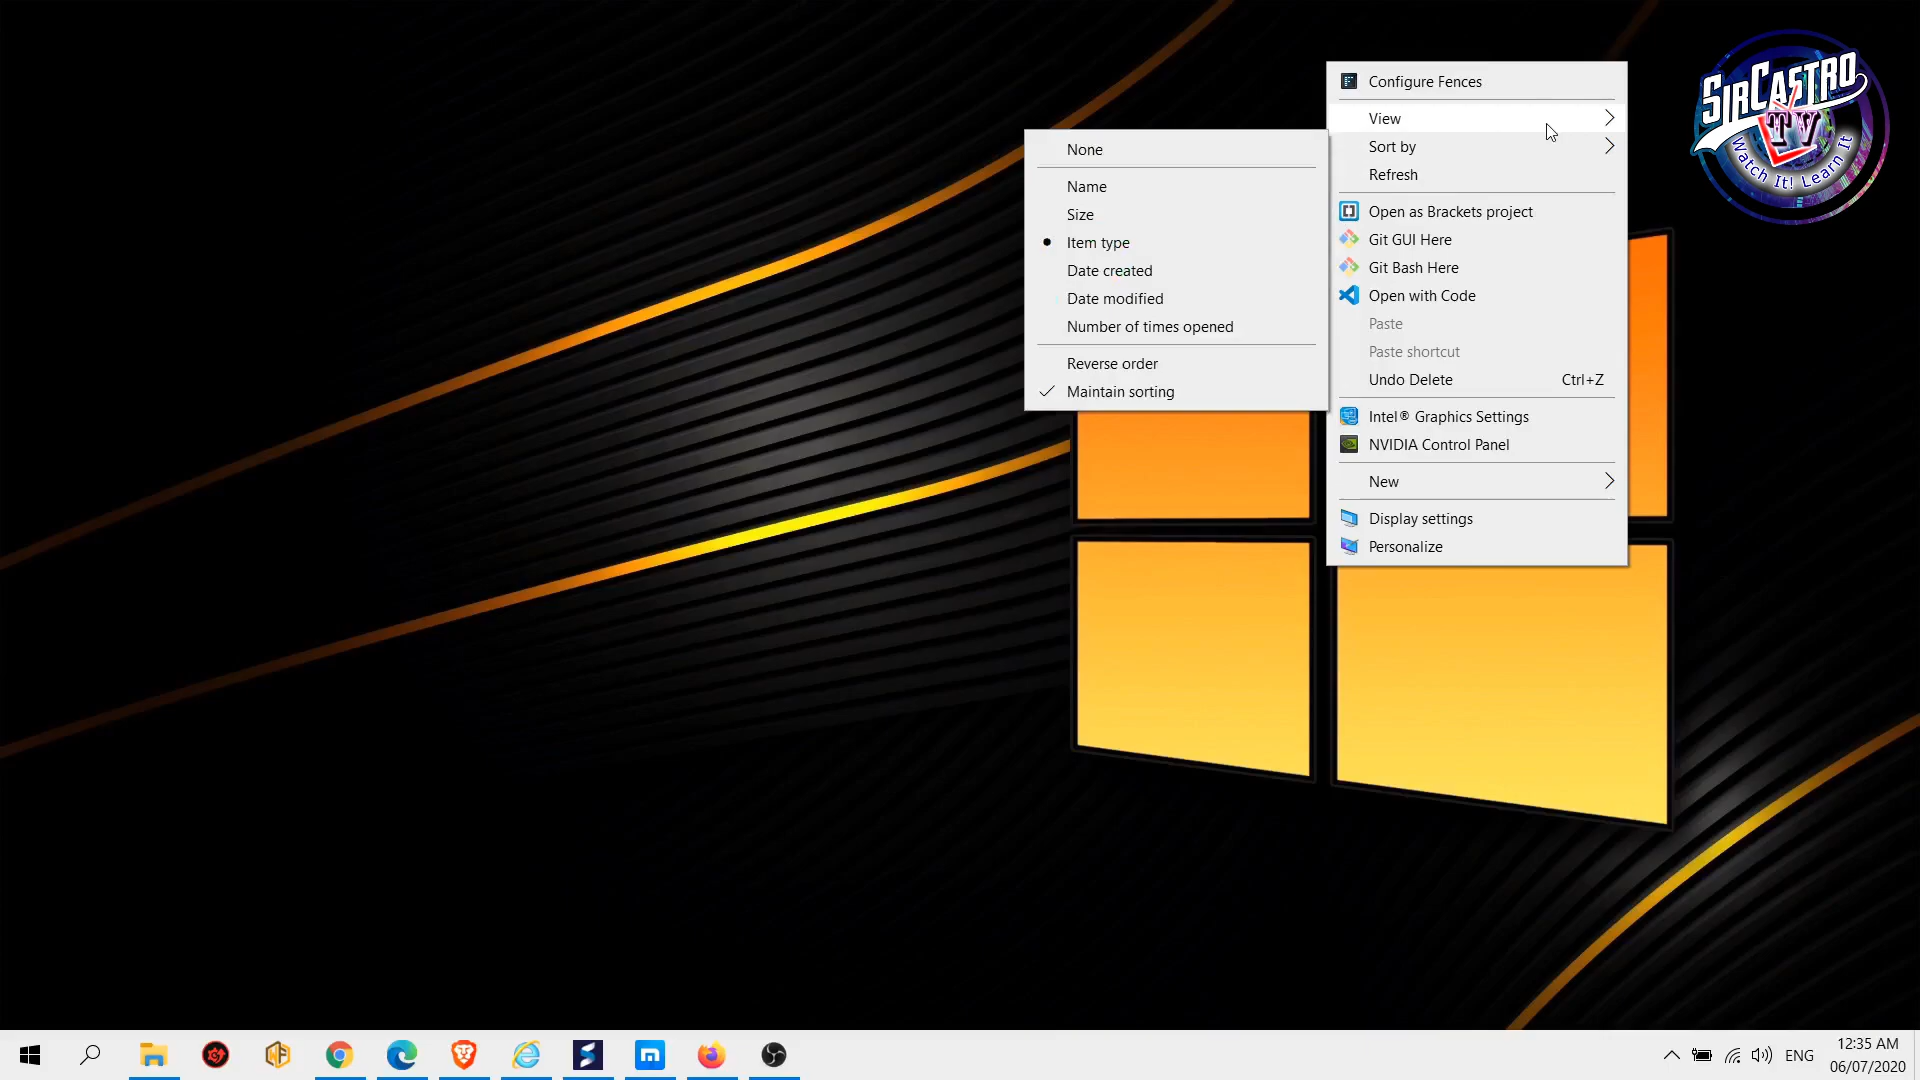 Configure Fences
View
Sort by
Refresh
Open as Brackets project
Git GUI Here
Git Bash Here
Open with Code
Paste
Paste shortcut
Undo Delete Ctrl+Z
Intel® Graphics Settings
NVIDIA Control Panel
New
Display settings
Personalize
None
Name
Size
Item type
Date created
Date modified
Number of times opened
Reverse order
Maintain sorting
SIRCASTRO
TV
Watch It! Learn It
ENG
12:35 AM
06/07/2020